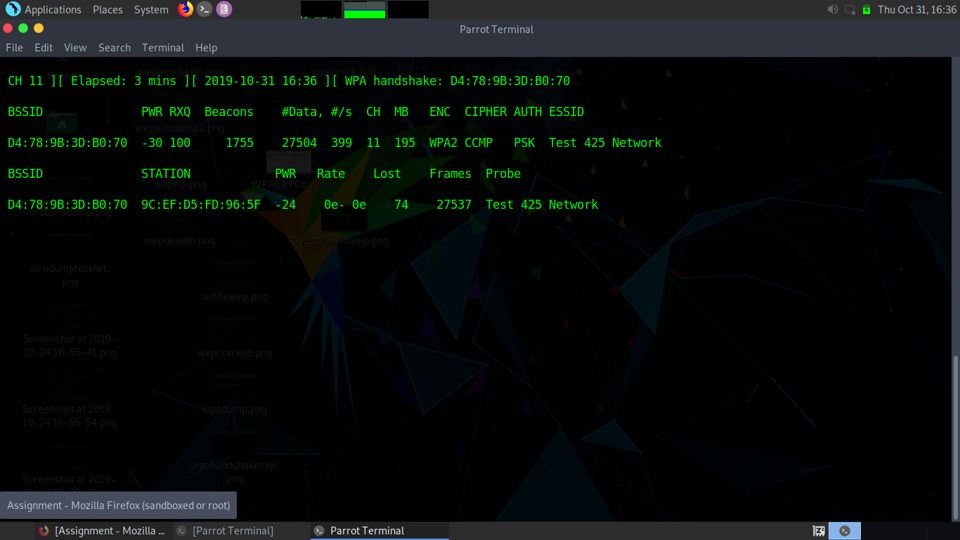 Applications Places System Thu Oct 31, 16:36
Parrot Terminal
File Edit View Search Terminal Help
CH 11 ][ Elapsed: 3 mins ][ 2019-10-31 16:36 ][ WPA handshake: D4:78:9B:3D:B0:70
BSSID PWR RXQ Beacons #Data, #/s CH MB ENC CIPHER AUTH ESSID
wepairodump2.png
D4:78:9B:3D:B0:70 -30 100 1755 27504 399 11 195 WPA2 CCMP PSK Test 425 Network
BSSID STATION PWR Rate Lost Frames Probe
D4:78:9B:3D:B0:70 9C:EF:D5:FD:96:5F -24 0e- 0e 74 27537 Test 425 Network
wepdeauth.png
airodumptestnet.
png
wifitewep.png
Screenshot at 2019-
10-24 16-55-41.png
wepcracked.png
Screenshot at 2019-
10-24 16-55-54.png
wpadump.png
wpahandshakecap.
png
Screenshot at 2019-
Assignment - Mozilla Firefox (sandboxed or root)
[Assignment - Mozilla ... [Parrot Terminal] Parrot Terminal